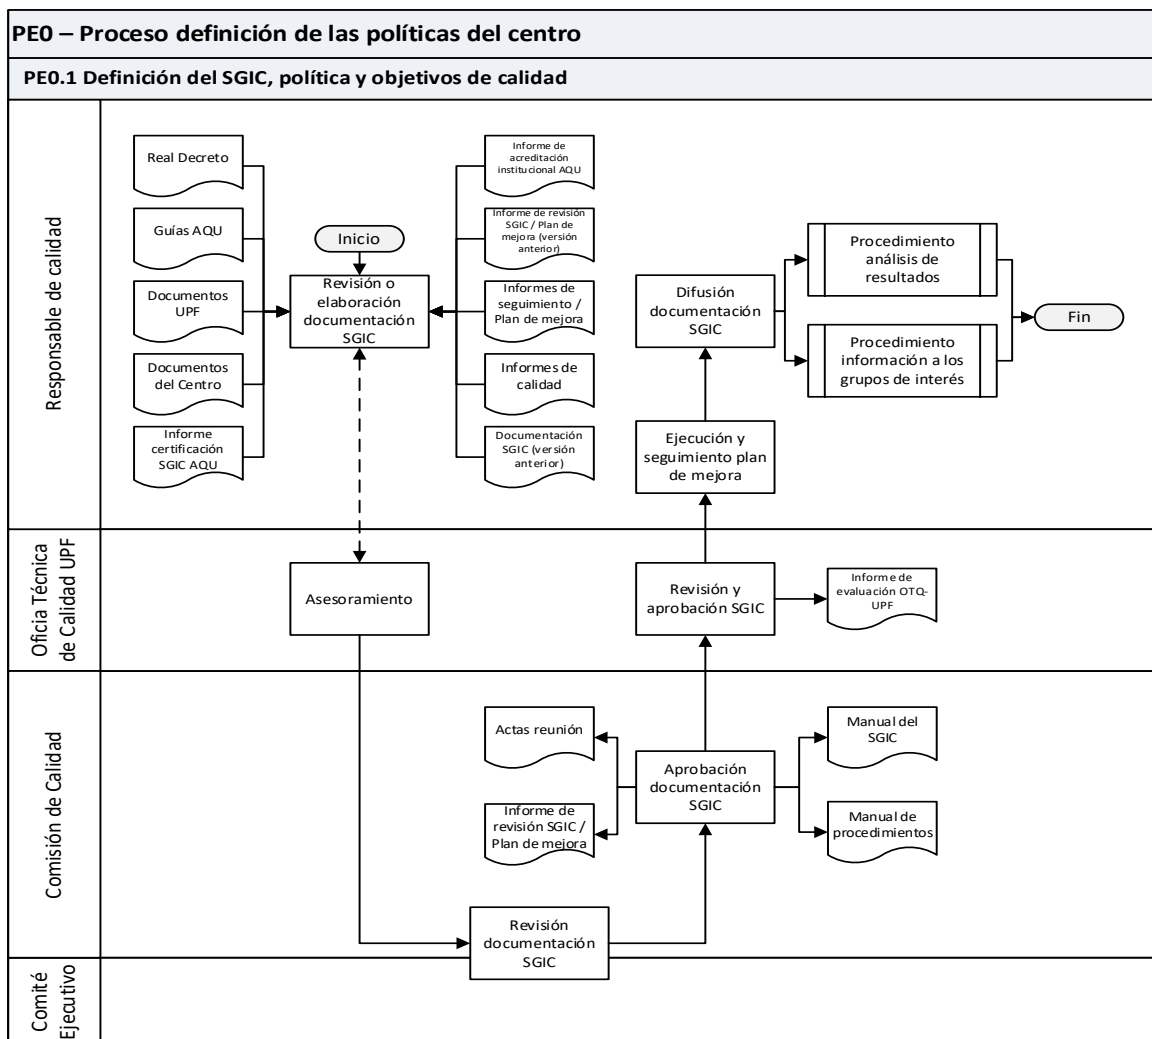 PE0 – Proceso definición de las políticas del centro
PE0.1 Definición del SGIC, política y objetivos de calidad
Responsable de calidad
Real Decreto
Guías AQU
Documentos
UPF
Documentos
del Centro
Informe
certificación
SGIC AQU
Inicio
Revisión o
elaboración
documentación
SGIC
Informe de
acreditación
institucional AQU
Informe de revisión
SGIC / Plan de
mejora (versión
anterior)
Informes de
seguimiento /
Plan de mejora
Informes de
calidad
Documentación
SGIC (versión
anterior)
Difusión
documentación
SGIC
Procedimiento
análisis de
resultados
Procedimiento
información a los
grupos de interés
Fin
Ejecución y
seguimiento plan
de mejora
Oficia Técnica
de Calidad UPF
Asesoramiento
Revisión y
aprobación SGIC
Informe de
evaluación OTQ-
UPF
Comisión de Calidad
Actas reunión
Informe de
revisión SGIC /
Plan de mejora
Aprobación
documentación
SGIC
Manual del
SGIC
Manual de
procedimientos
Revisión
documentación
SGIC
Comité
Ejecutivo